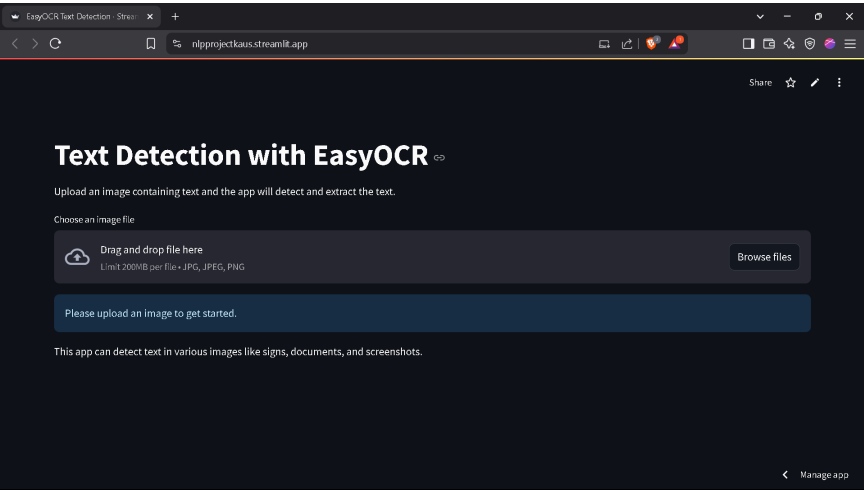 EasyOCR Text Detection · Strear
nlpprojectkaus.streamlit.app
Share
Text Detection with EasyOCR
Upload an image containing text and the app will detect and extract the text.
Choose an image file
Drag and drop file here
Limit 200MB per file • JPG, JPEG, PNG
Browse files
Please upload an image to get started.
This app can detect text in various images like signs, documents, and screenshots.
Manage app